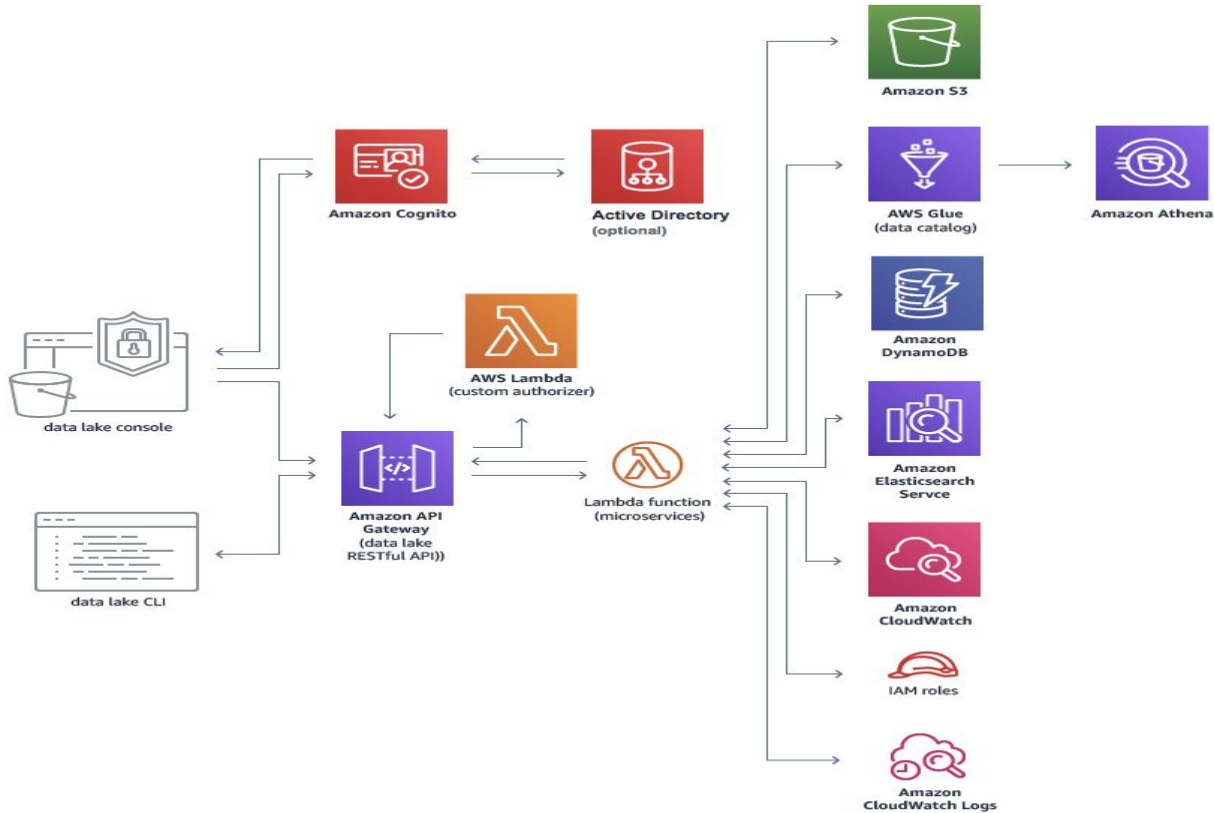 Amazon S3
Amazon Cognito
Active Directory
(optional)
AWS Glue
(data catalog)
Amazon Athena
AWS Lambda
(custom authorizer)
Amazon
DynamoDB
data lake console
Amazon API
Gateway
(data lake
RESTful API))
Lambda function
(microservices)
Amazon
Elasticsearch
Servce
data lake CLI
Amazon
CloudWatch
IAM roles
Amazon
CloudWatch Logs